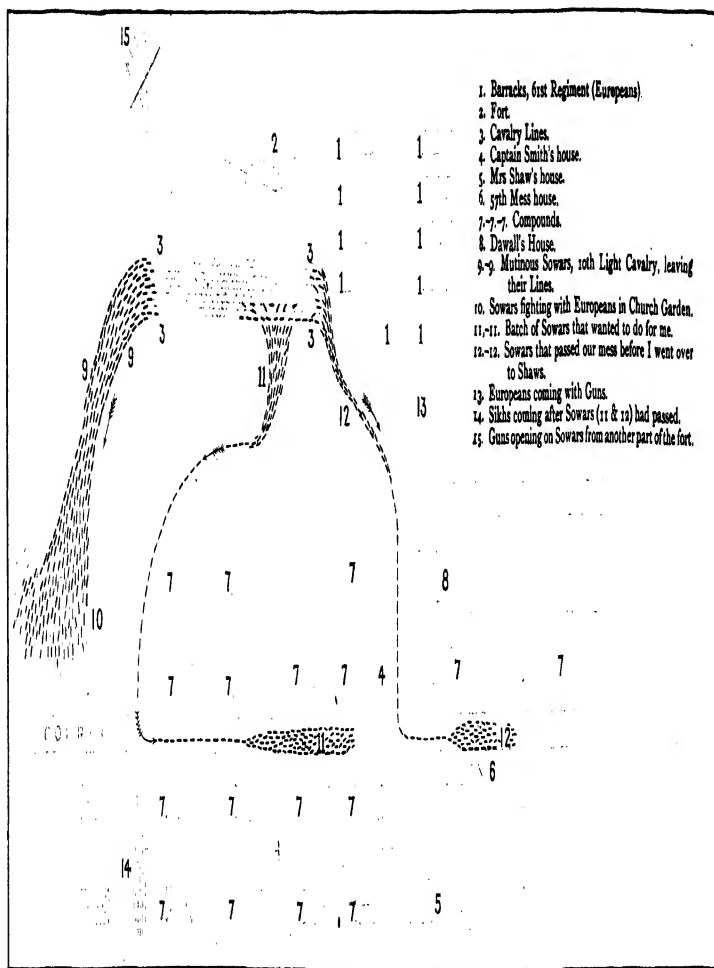 15
1. Barracks, 61st Regiment (Europeans)
2. Fort.
3. Cavalry Lines.
4. Captain Smith's house.
5. Mrs Shaw's house.
6. 57th Mess house.
7.-7.-7. Compounds.
8. Dawall's House.
9.-9. Mutinous Sowars, 10th Light Cavalry, leaving
their Lines.
10. Sowars fighting with Europeans in Church Garden.
11.-11. Batch of Sowars that wanted to do for me.
12.-12. Sowars that passed our mess before I went over
to Shaws.
13. Europeans coming with Guns.
14. Sikhs coming after Sowars (11 & 12) had passed.
15. Guns opening on Sowars from another part of the fort.
2 1 1
1 1
3 3 1 1
1 1
3 3 1 1
9 9 11 12 13
7 7 7 8
10
7 7 7 7 4 7 7
11 12
6
7 7 7 7
14
7 7 7 7 5